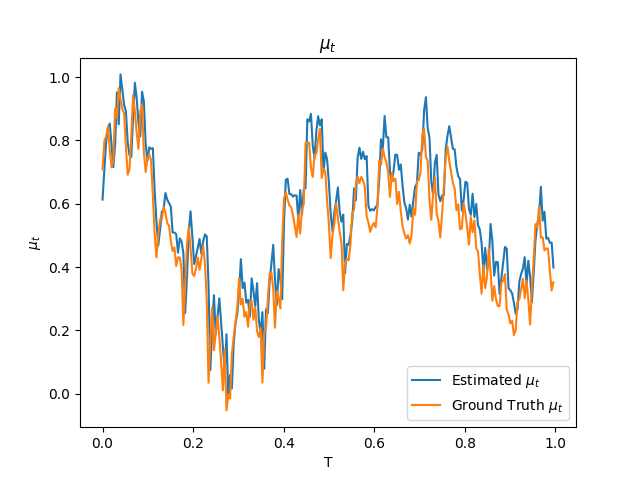 μₜ
1.0
0.8
0.6
0.4
0.2
0.0
μₜ
0.0 0.2 0.4 0.6 0.8 1.0
T
Estimated μₜ
Ground Truth μₜ